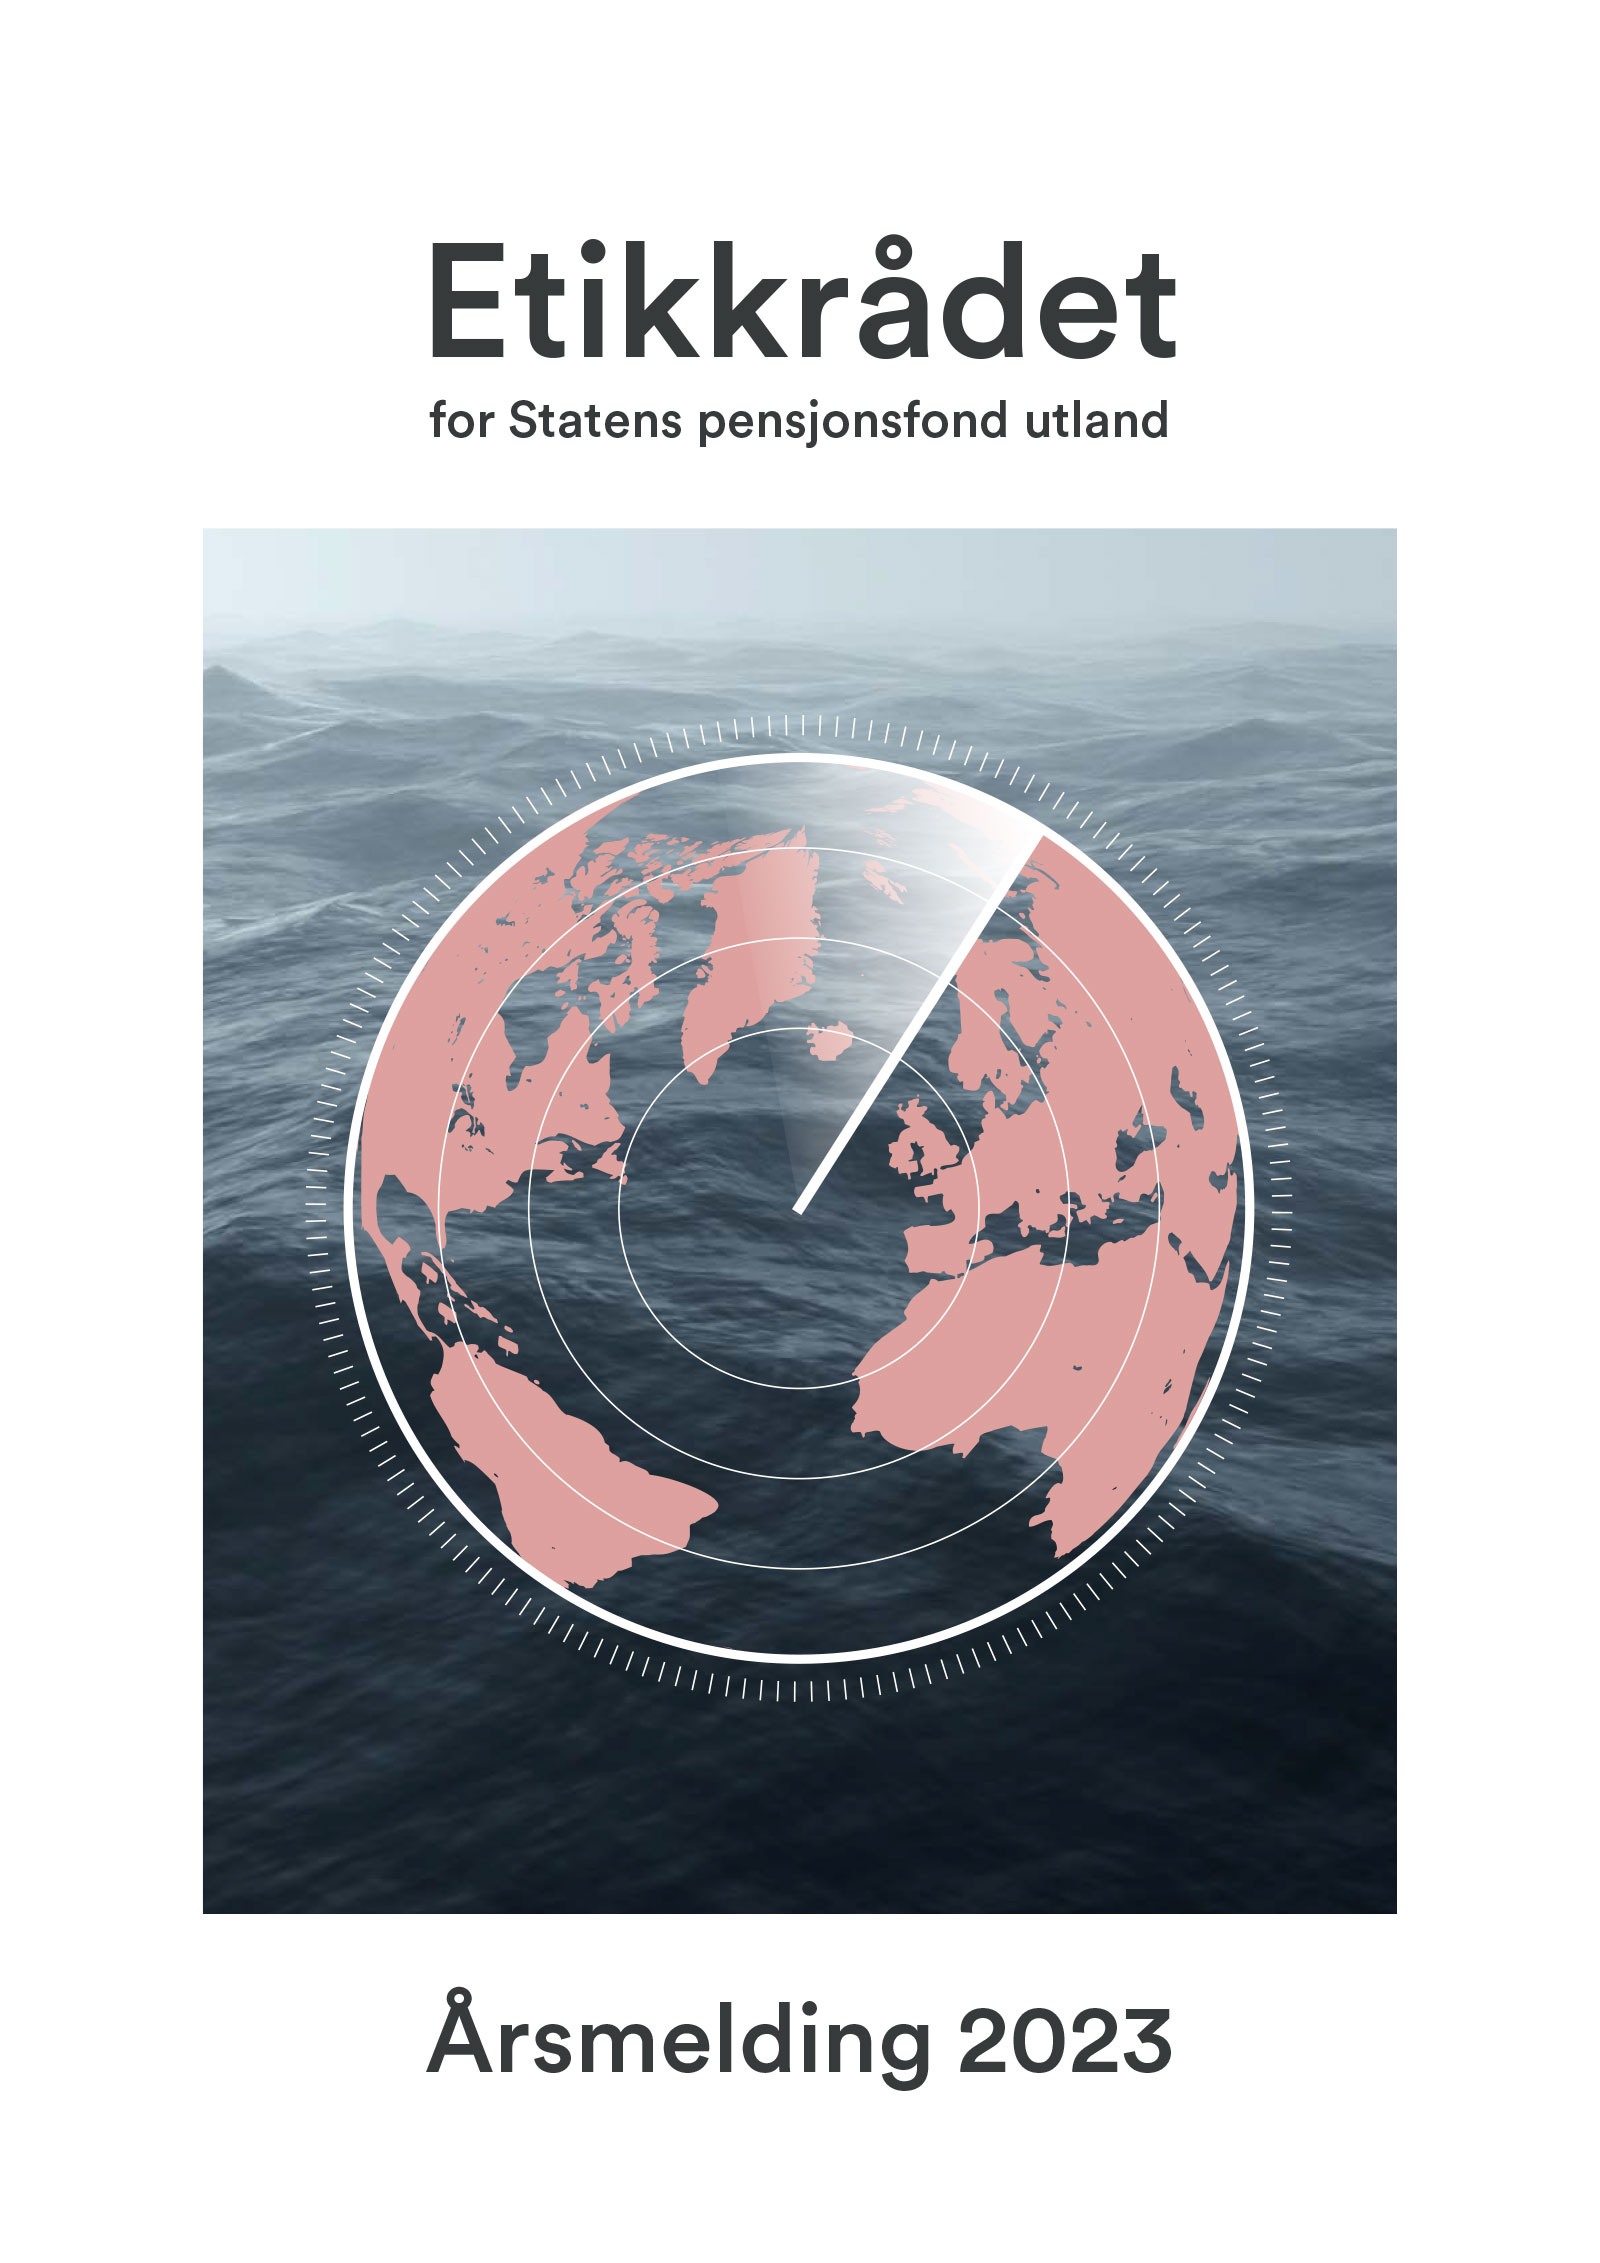 Etikkrådet
for Statens pensjonsfond utland
Årsmelding 2023